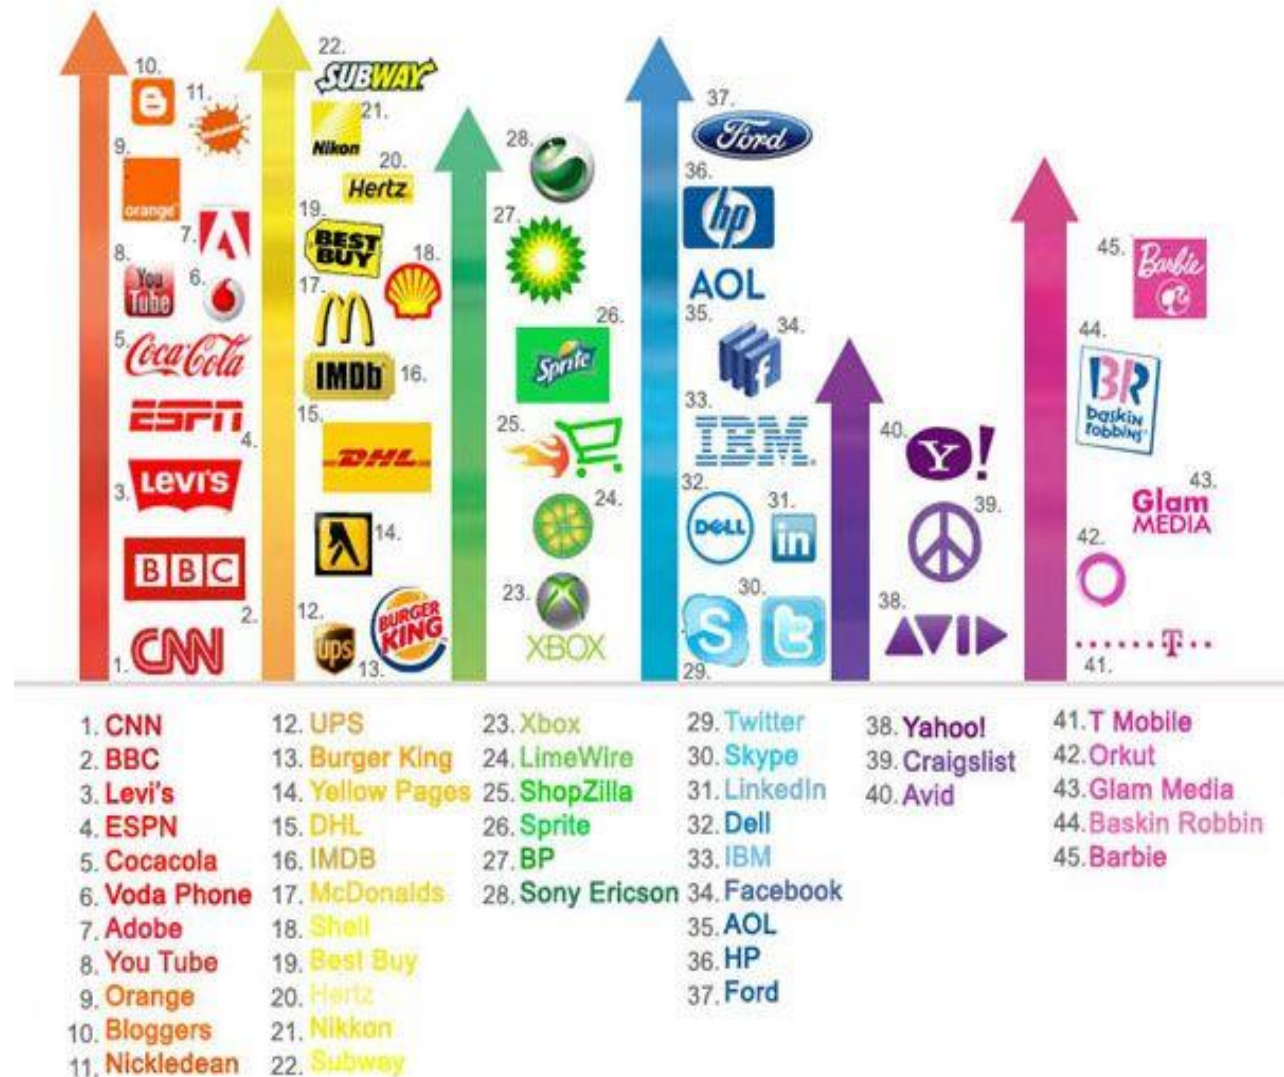 10.
11.
9.
orange
7.
8.
You
Tube
6.
5.
Coca-Cola
ESPN
4.
LEVI'S
3.
BBC
2.
CNN
1.
22.
SUBWAY
21.
Nikon
20.
Hertz
19.
BEST
BUY
18.
17.
IMDb
16.
15.
DHL
14.
12.
ups
BURGER
KING
13.
28.
27.
26.
Sprite
25.
24.
23.
XBOX
37.
Ford
36.
hp
AOL
35.
34.
f
33.
IBM.
32.
DELL
31.
in
30.
S
t
29.
40.
Y!
39.
38.
AVID
45.
Barbie
44.
BR
baskin
robbins
43.
Glam
MEDIA
42.
T
41.
1. CNN
2. BBC
3. Levi's
4. ESPN
5. Cocacola
6. Voda Phone
7. Adobe
8. You Tube
9. Orange
10. Bloggers
11. Nickledean
12. UPS
13. Burger King
14. Yellow Pages
15. DHL
16. IMDB
17. McDonalds
18. Shell
19. Best Buy
20. Hertz
21. Nikkon
22. Subway
23. Xbox
24. LimeWire
25. ShopZilla
26. Sprite
27. BP
28. Sony Ericson
29. Twitter
30. Skype
31. LinkedIn
32. Dell
33. IBM
34. Facebook
35. AOL
36. HP
37. Ford
38. Yahoo!
39. Craigslist
40. Avid
41. T Mobile
42. Orkut
43. Glam Media
44. Baskin Robbin
45. Barbie